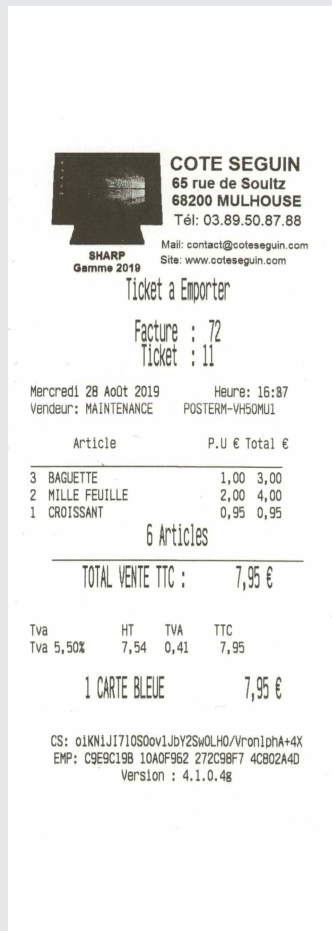 COTE SEGUIN
65 rue de Soultz
68200 MULHOUSE
Tél: 03.89.50.87.88
Mail: contact@coteseguin.com
Site: www.coteseguin.com
SHARP
Gamme 2019
Ticket a Emporter
Facture : 72
Ticket : 11
Mercredi 28 Août 2019 Heure: 16:87
Vendeur: MAINTENANCE POSTERM-VH50MU1
Article P.U € Total €
3 BAGUETTE 1,00 3,00
2 MILLE FEUILLE 2,00 4,00
1 CROISSANT 0,95 0,95
6 Articles
TOTAL VENTE TTC : 7,95 €
Tva HT TVA TTC
Tva 5,50% 7,54 0,41 7,95
1 CARTE BLEUE 7,95 €
CS: oiKNiJI71OSOov1JbY2SwOLHO/Vron1phA+4X
EMP: C9E9C19B 10A0F962 272C98F7 4C802A4D
Version : 4.1.0.4g